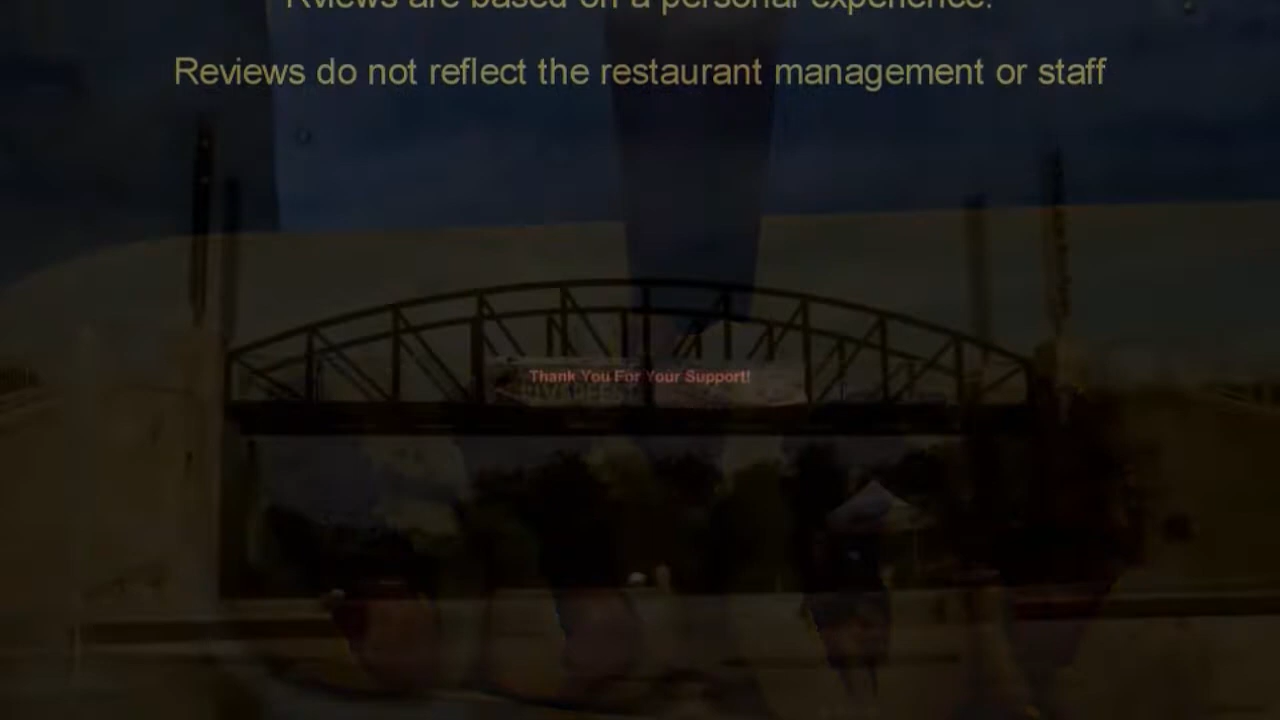 Rviews are based on a personal experience.
Reviews do not reflect the restaurant management or staff
Thank You For Your Support!